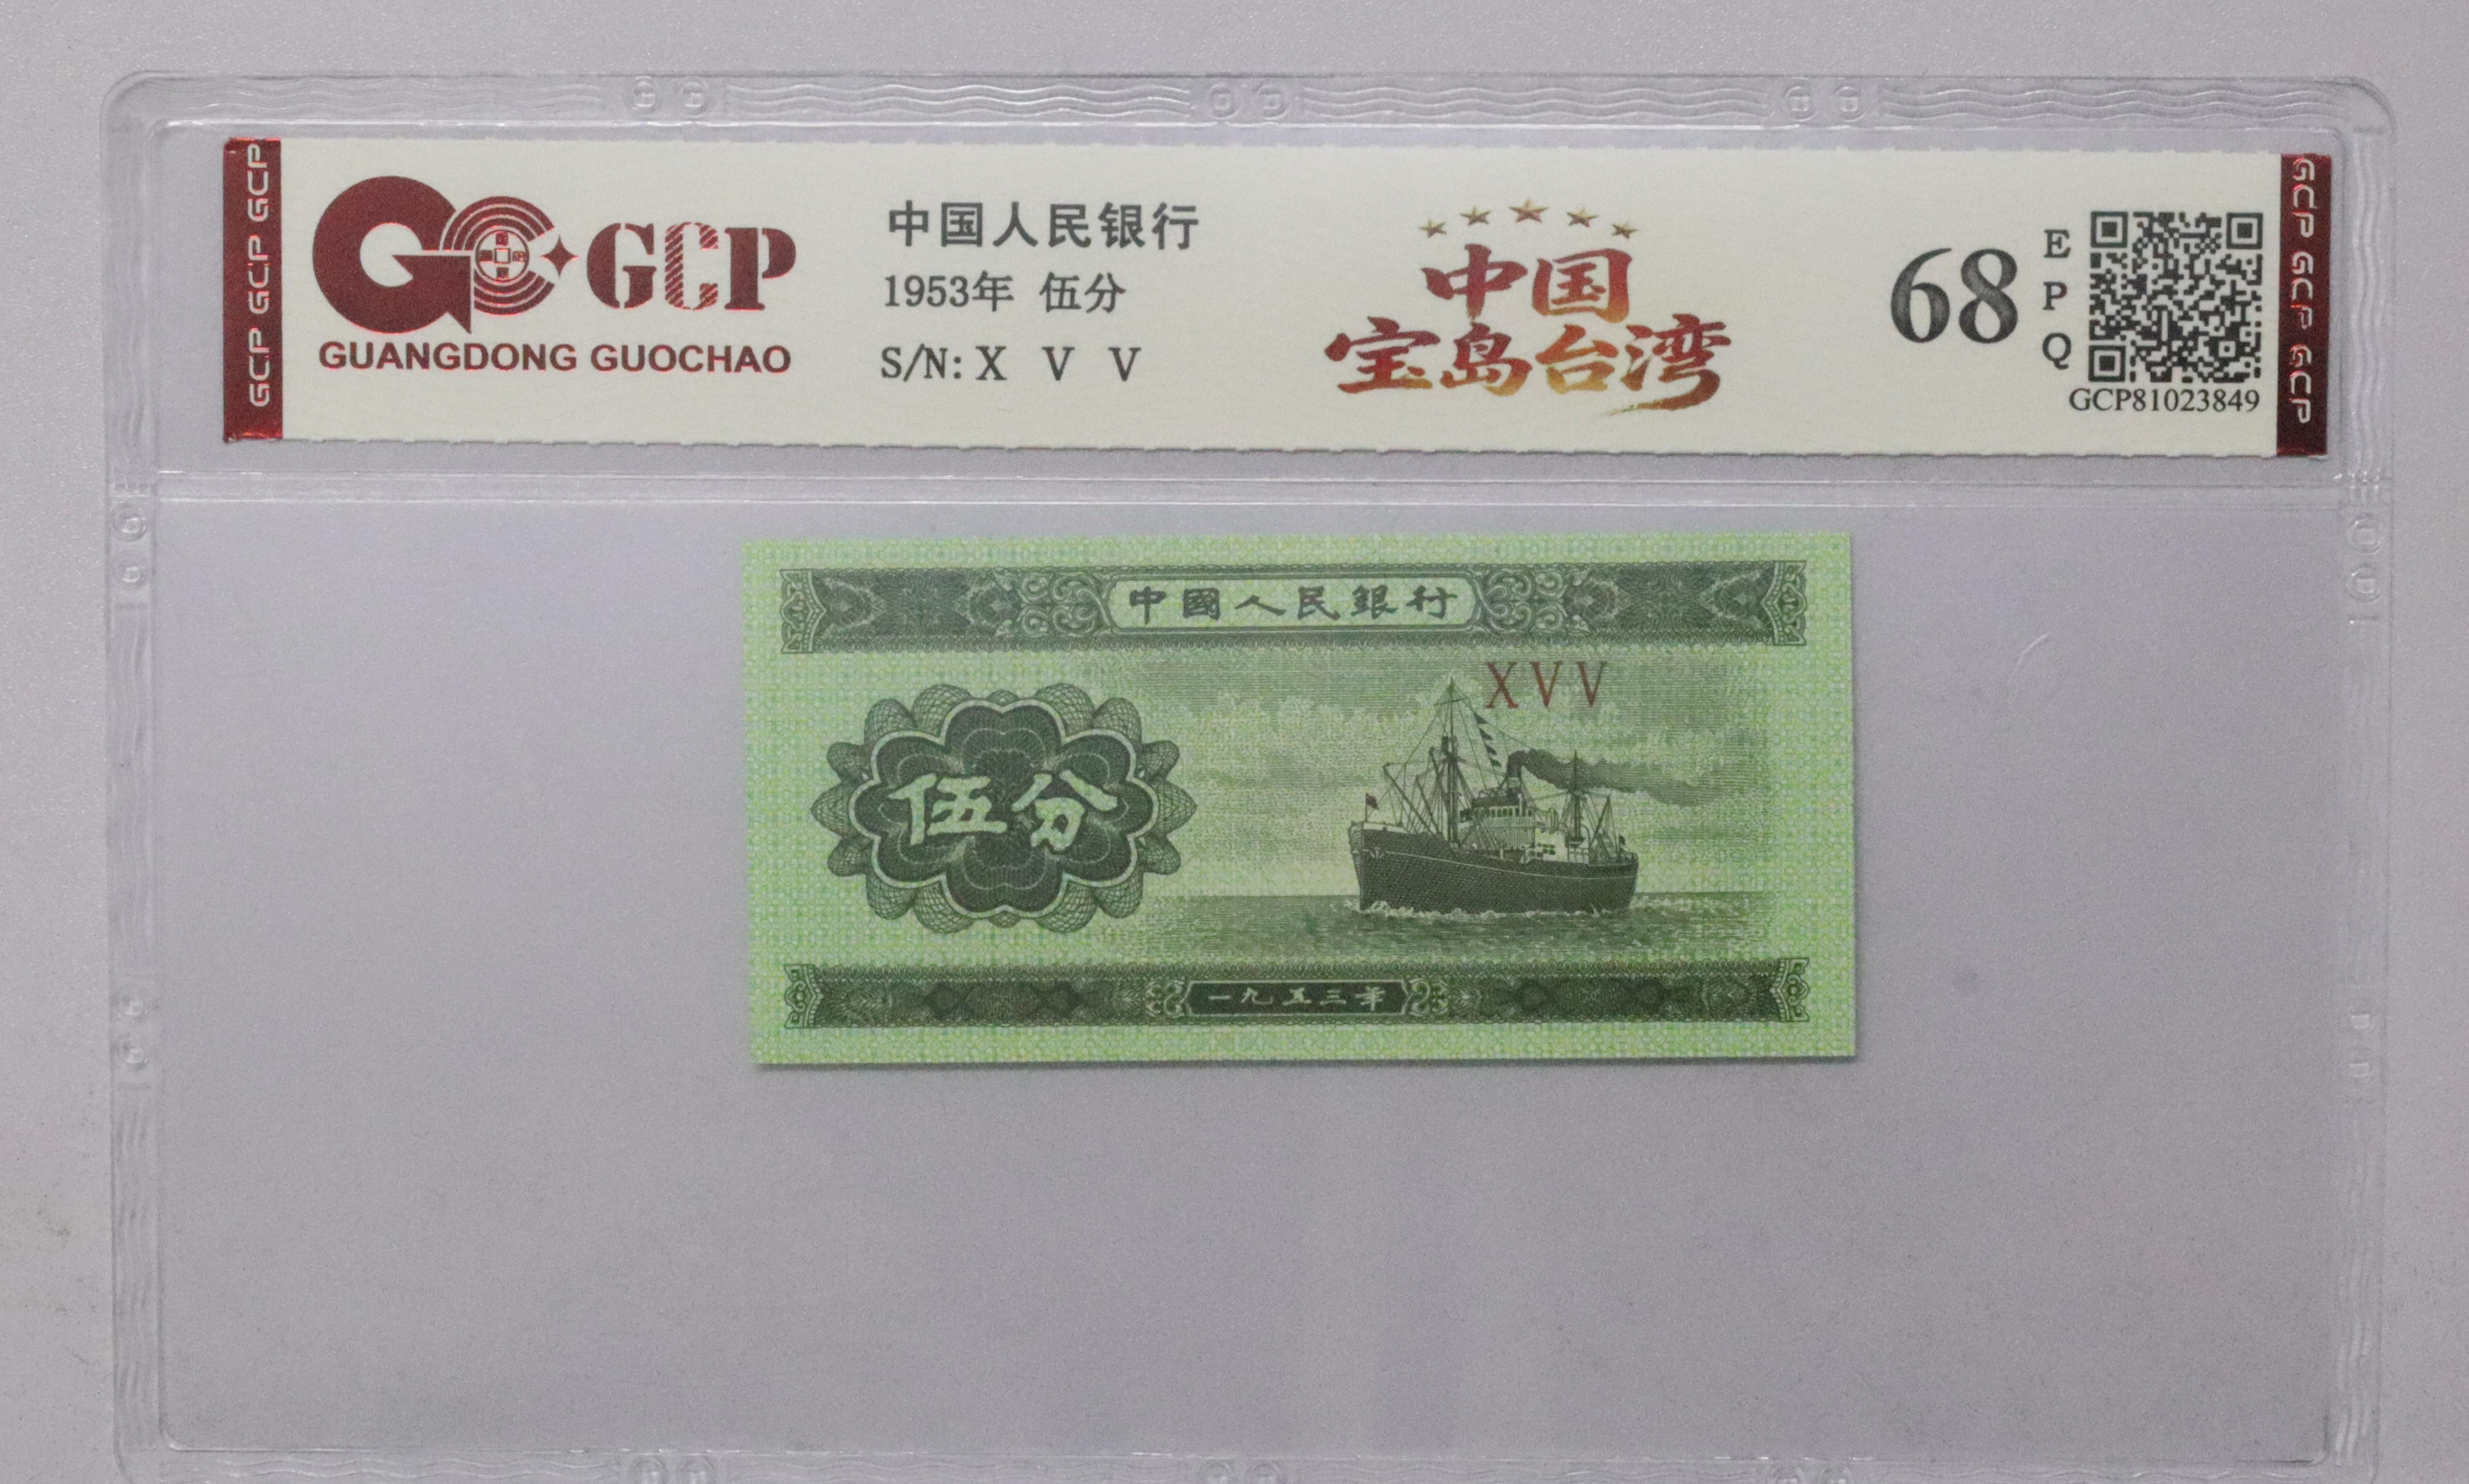 GCP GCP GCP
GCP
GUANGDONG GUOCHAO
中国人民银行
1953年 伍分
S/N: X V V
中国
宝岛台湾
68
E
P
Q
GCP81023849
GCP GCP GCP
中國人民銀行
XVV
伍分
一九五三年